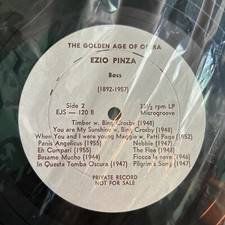 THE GOLDEN AGE OF OPERA
EZIO PINZA
Bass
(1892-1957)
Side 2
33⅓ rpm LP
EJS — 120 B
Microgroove
Timber w. Bing Crosby (1948)
You are My Sunshine w. Bing Crosby (1948)
When You and I were young Maggie w. Patti Page (1952)
Panis Angelicus (1955) Nebbie (1947)
Eh Cumpari (1953) The Flea (1948)
Besame Mucho (1944) Fiocca la neve (1946)
In Questa Tomba Oscura (1947) Pilgrim's Song (1947)
PRIVATE RECORD
NOT FOR SALE